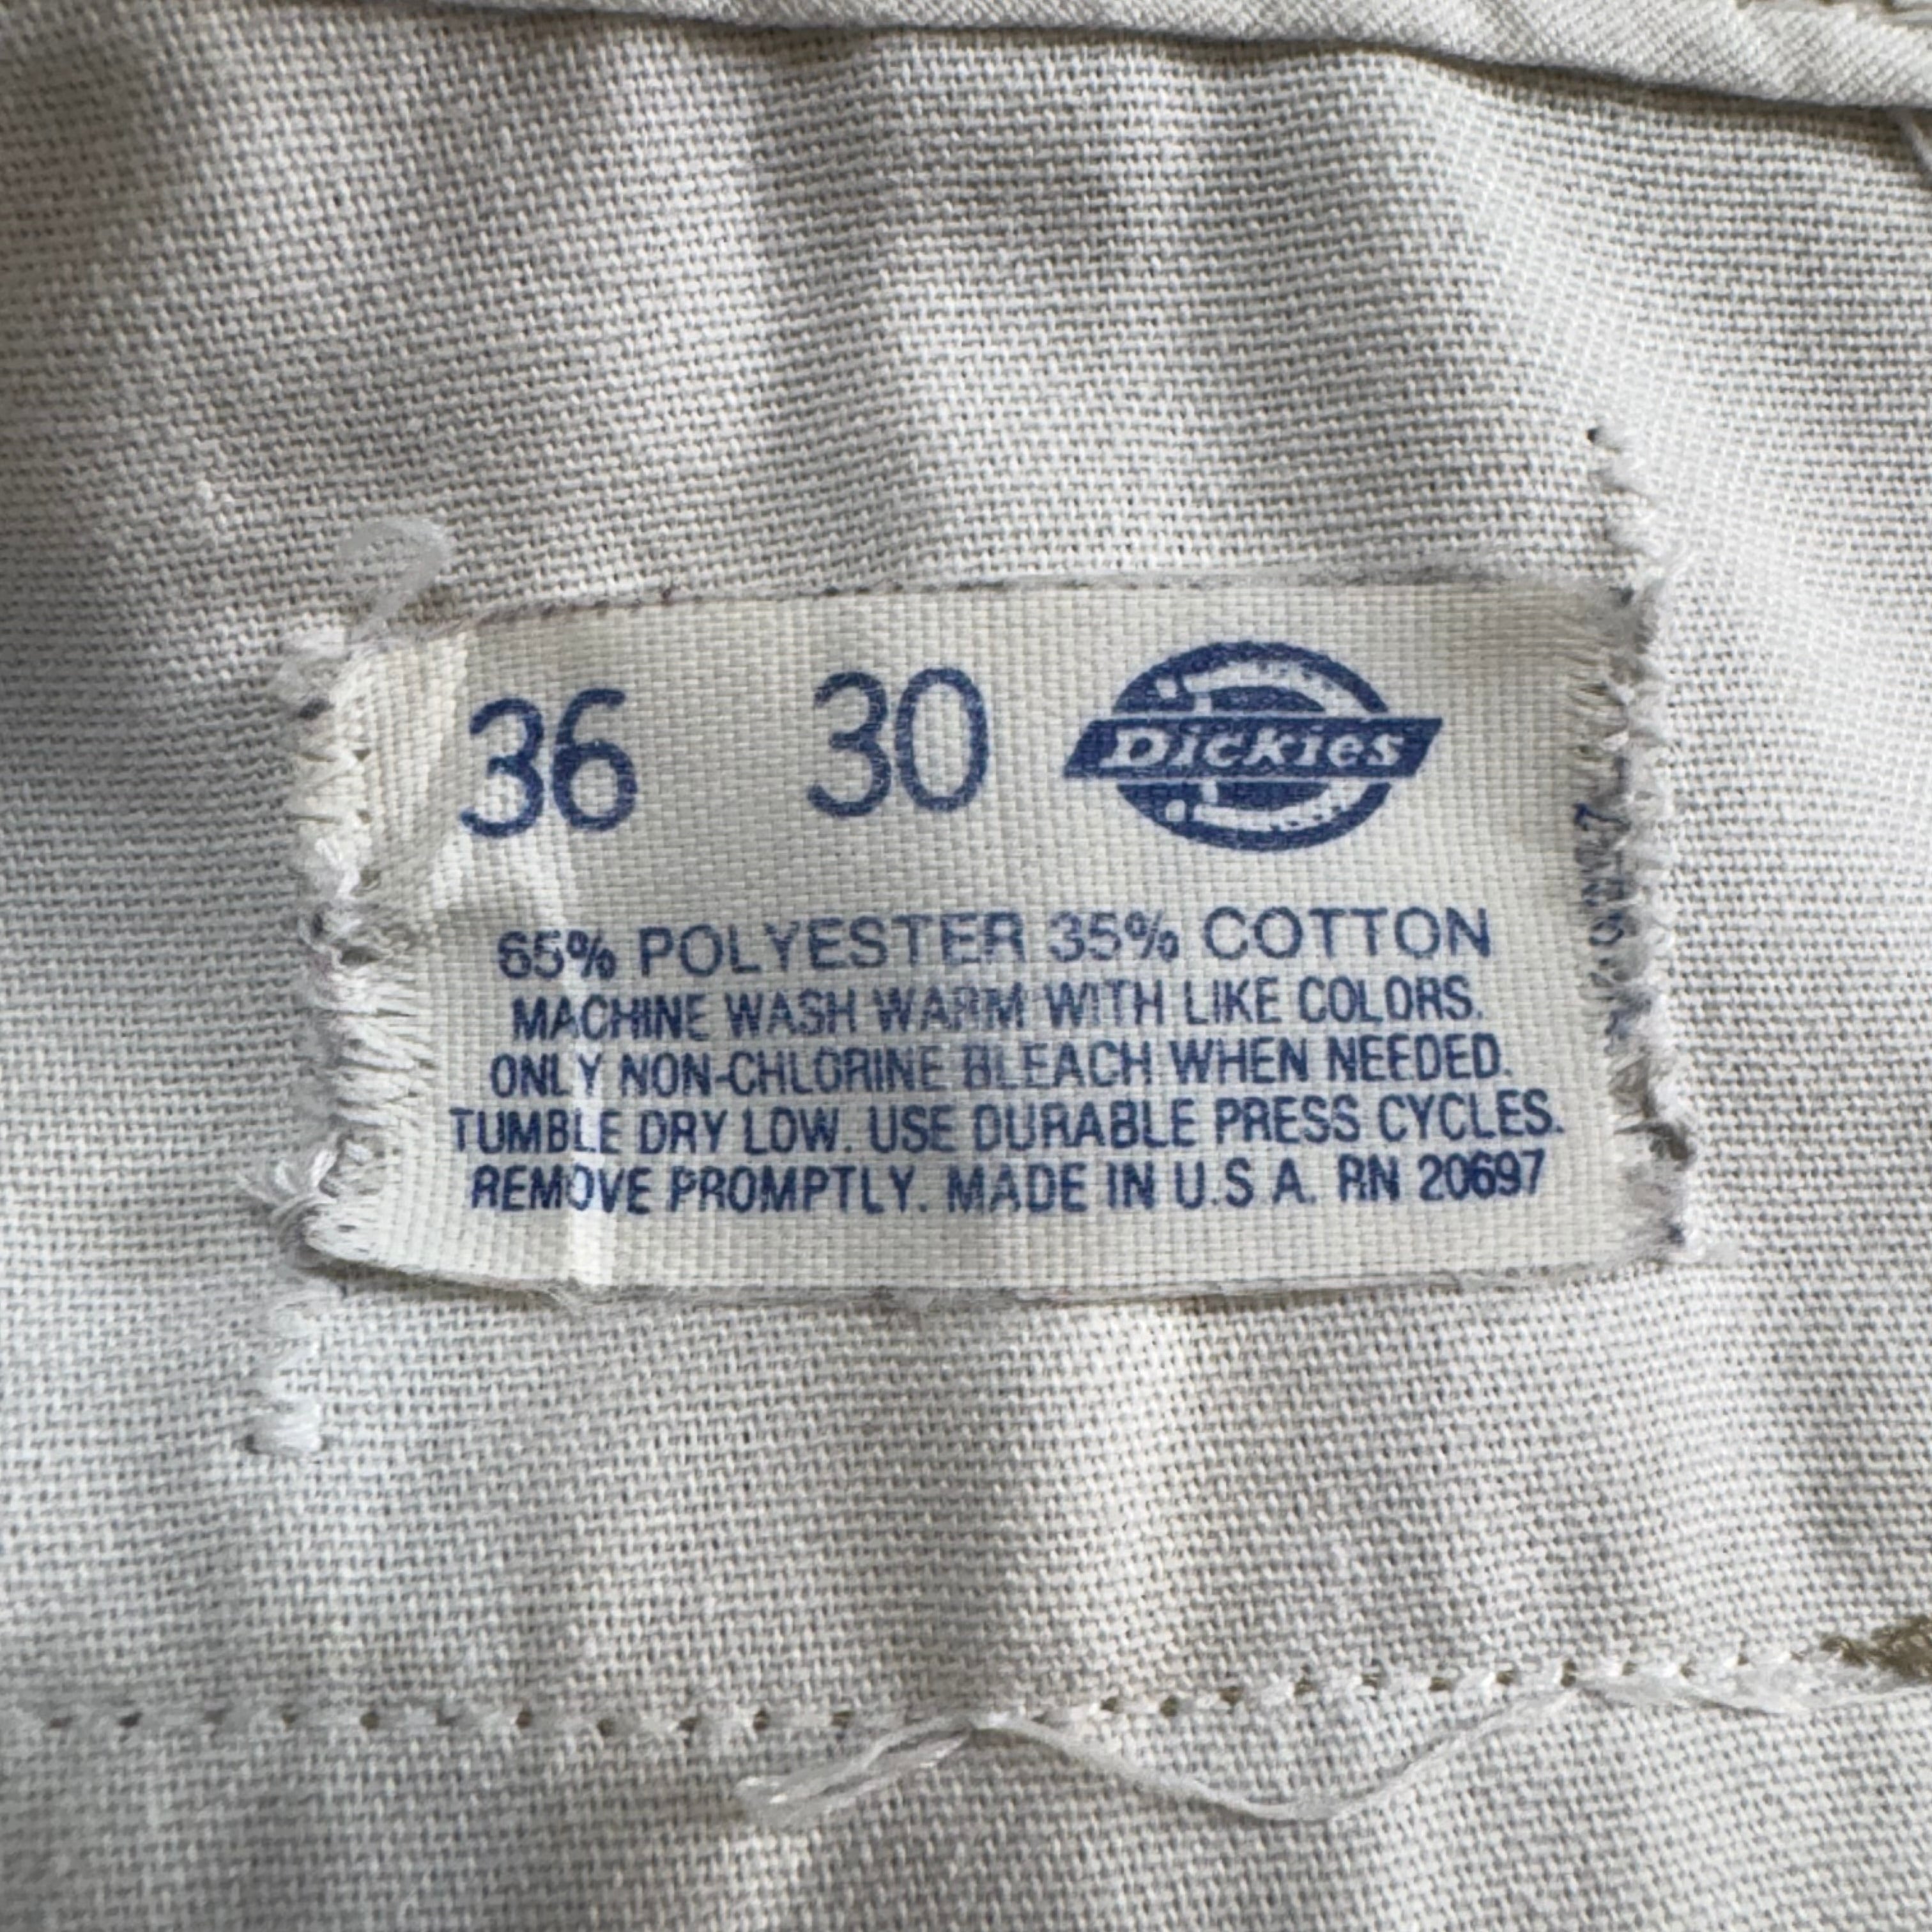 36 30 Dickies
65% POLYESTER 35% COTTON
MACHINE WASH WARM WITH LIKE COLORS.
ONLY NON-CHLORINE BLEACH WHEN NEEDED.
TUMBLE DRY LOW. USE DURABLE PRESS CYCLES.
REMOVE PROMPTLY. MADE IN U.S A. RN 20697